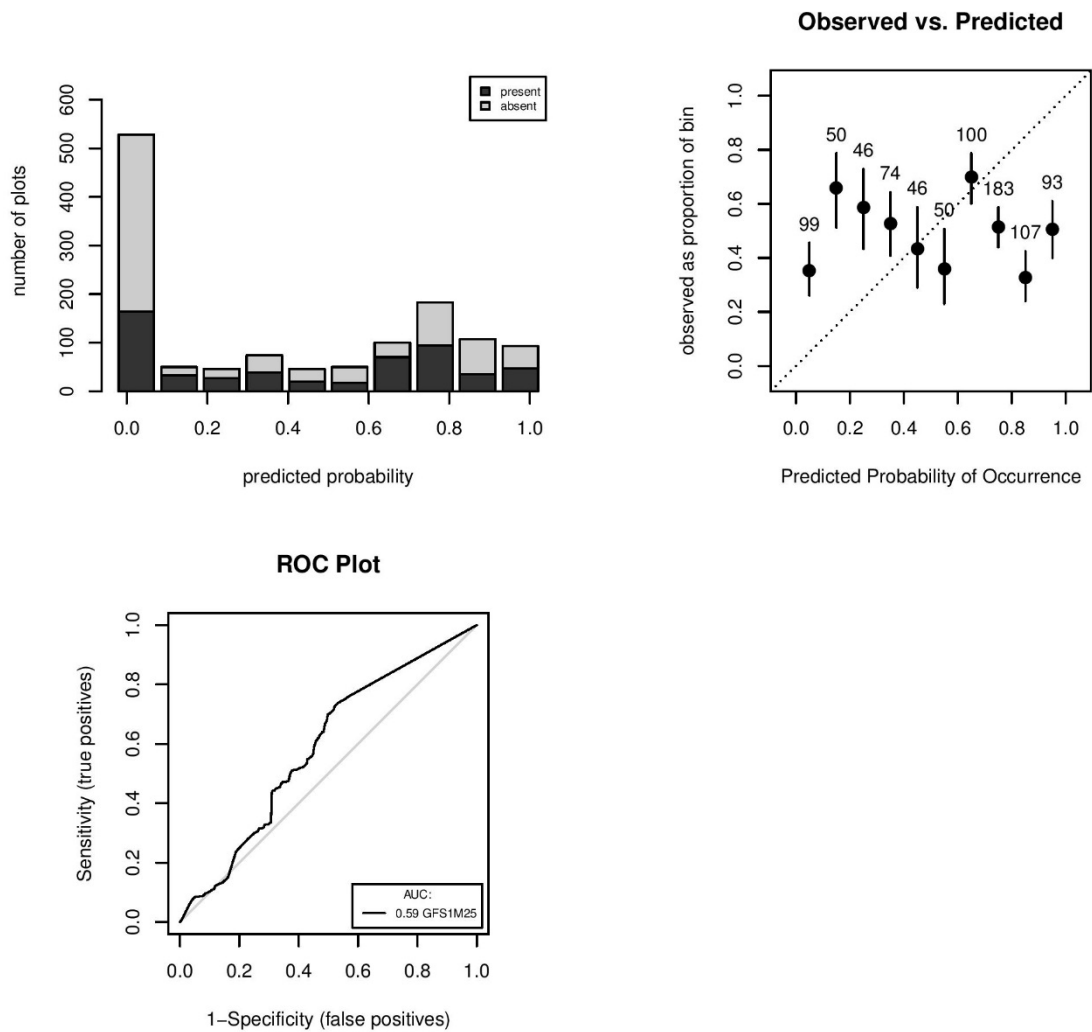 present
absent
number of plots
600
500
400
300
200
100
0
0.0 0.2 0.4 0.6 0.8 1.0
predicted probability
Observed vs. Predicted
observed as proportion of bin
1.0
0.8
0.6
0.4
0.2
0.0
99 50 46 74 46 50 100 183 107 93
0.0 0.2 0.4 0.6 0.8 1.0
Predicted Probability of Occurrence
ROC Plot
Sensitivity (true positives)
1.0
0.8
0.6
0.4
0.2
0.0
AUC:
0.59 GFS1M25
0.0 0.2 0.4 0.6 0.8 1.0
1−Specificity (false positives)